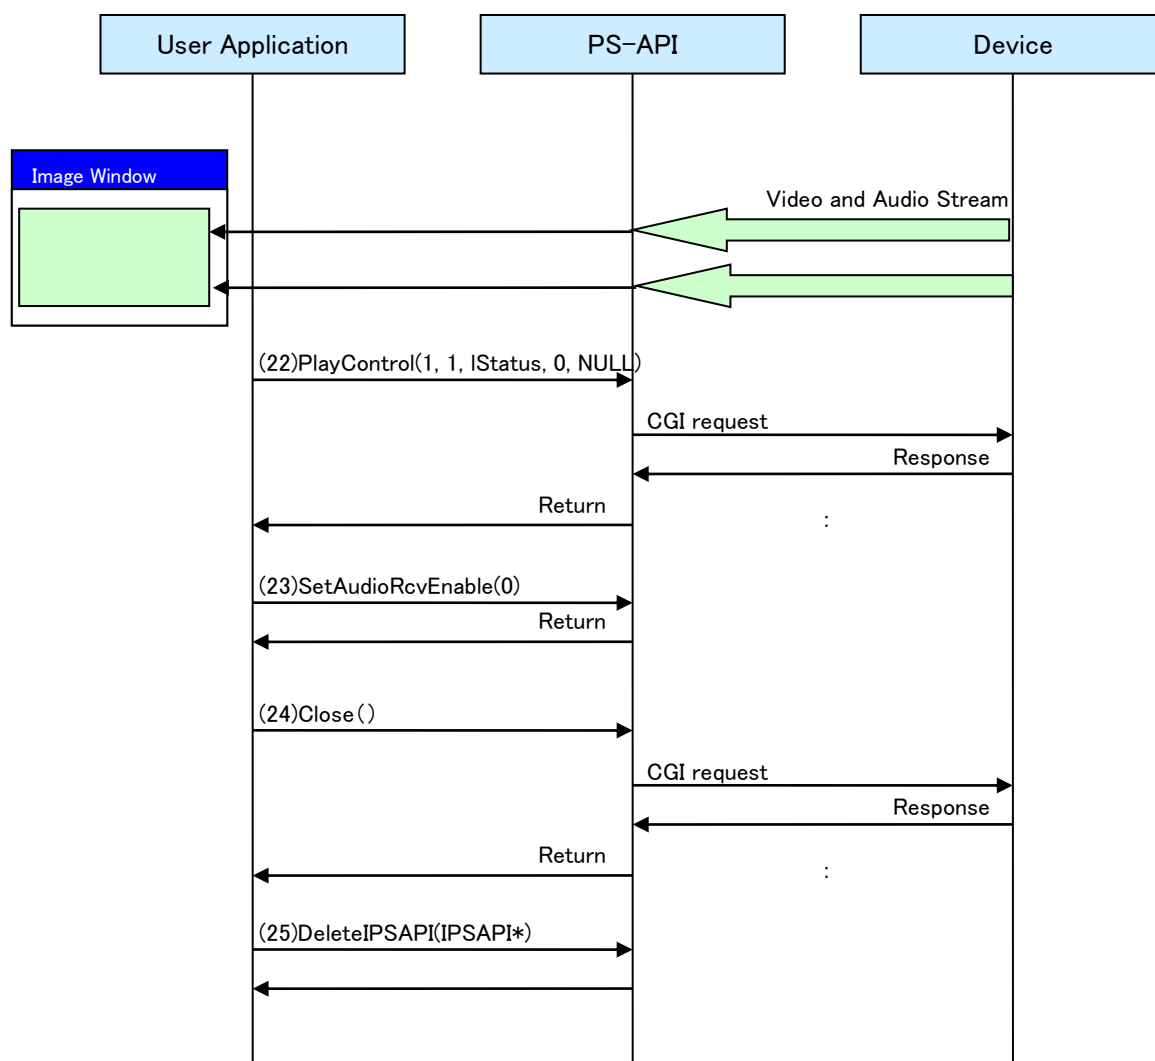 User Application
PS-API
Device
Image Window
Video and Audio Stream
(22)PlayControl(1, 1, lStatus, 0, NULL)
CGI request
Response
Return
:
(23)SetAudioRcvEnable(0)
Return
(24)Close()
CGI request
Response
Return
:
(25)DeleteIPSAPI(IPSAPI*)